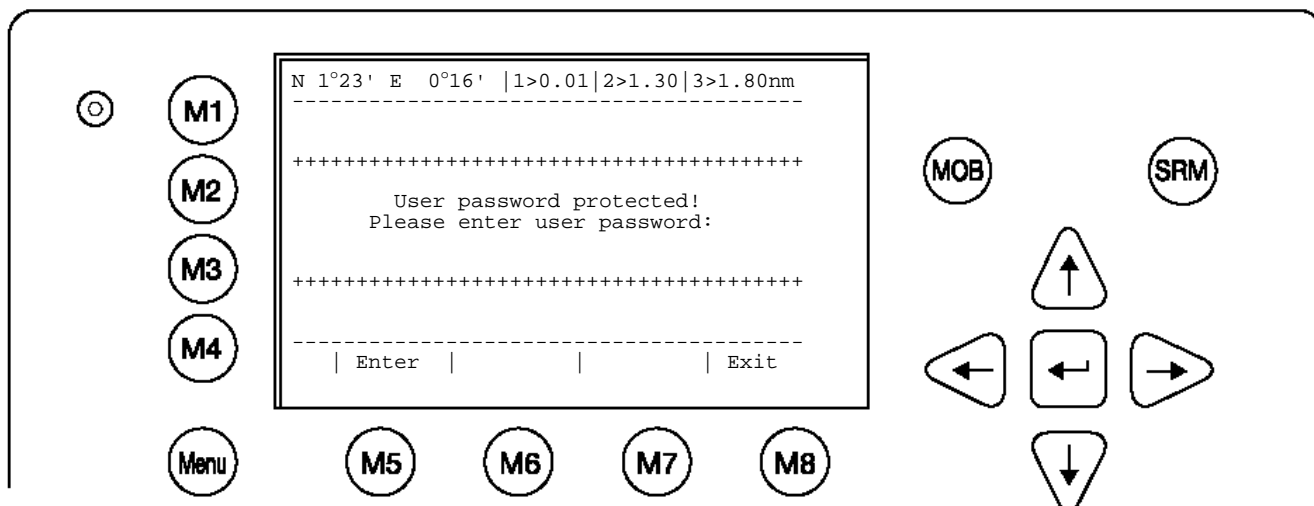 N 1°23' E 0°16' |1>0.01|2>1.30|3>1.80nm
----------------------------------------
++++++++++++++++++++++++++++++++++++++++
User password protected!
Please enter user password:
++++++++++++++++++++++++++++++++++++++++
----------------------------------------
| Enter | | | Exit
M1
M2
M3
M4
Menu
M5
M6
M7
M8
MOB
SRM